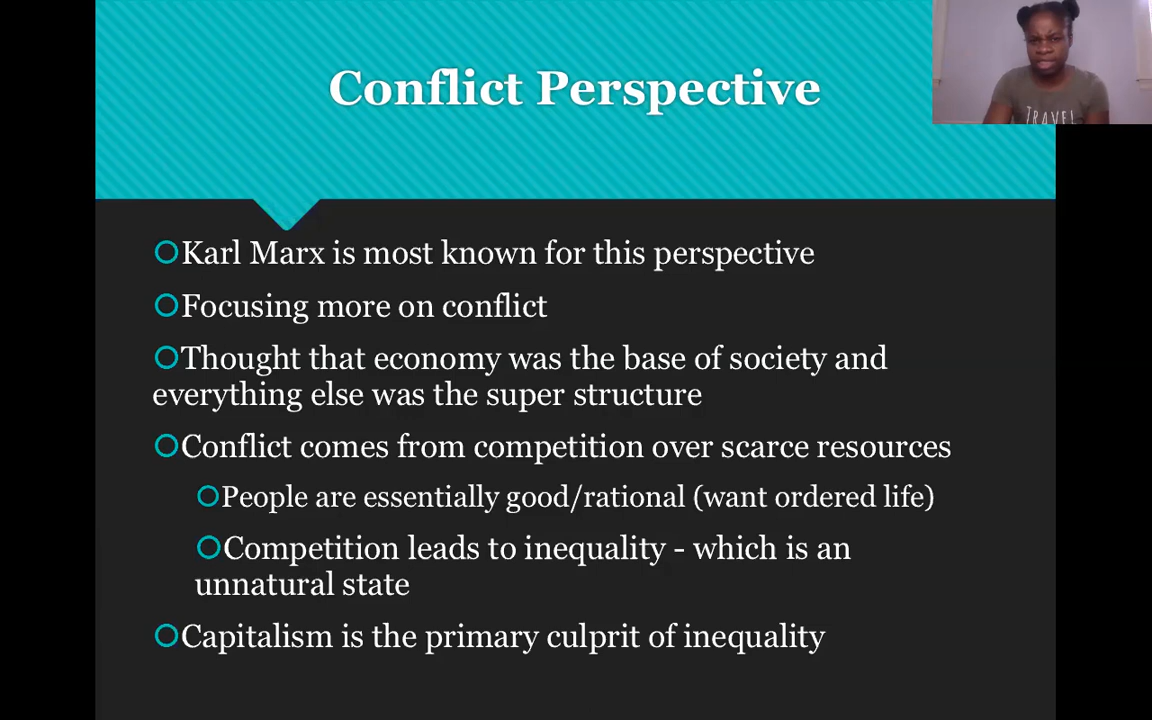 Conflict Perspective
TRAVEL
Karl Marx is most known for this perspective
Focusing more on conflict
Thought that economy was the base of society and
everything else was the super structure
Conflict comes from competition over scarce resources
People are essentially good/rational (want ordered life)
Competition leads to inequality - which is an
unnatural state
Capitalism is the primary culprit of inequality